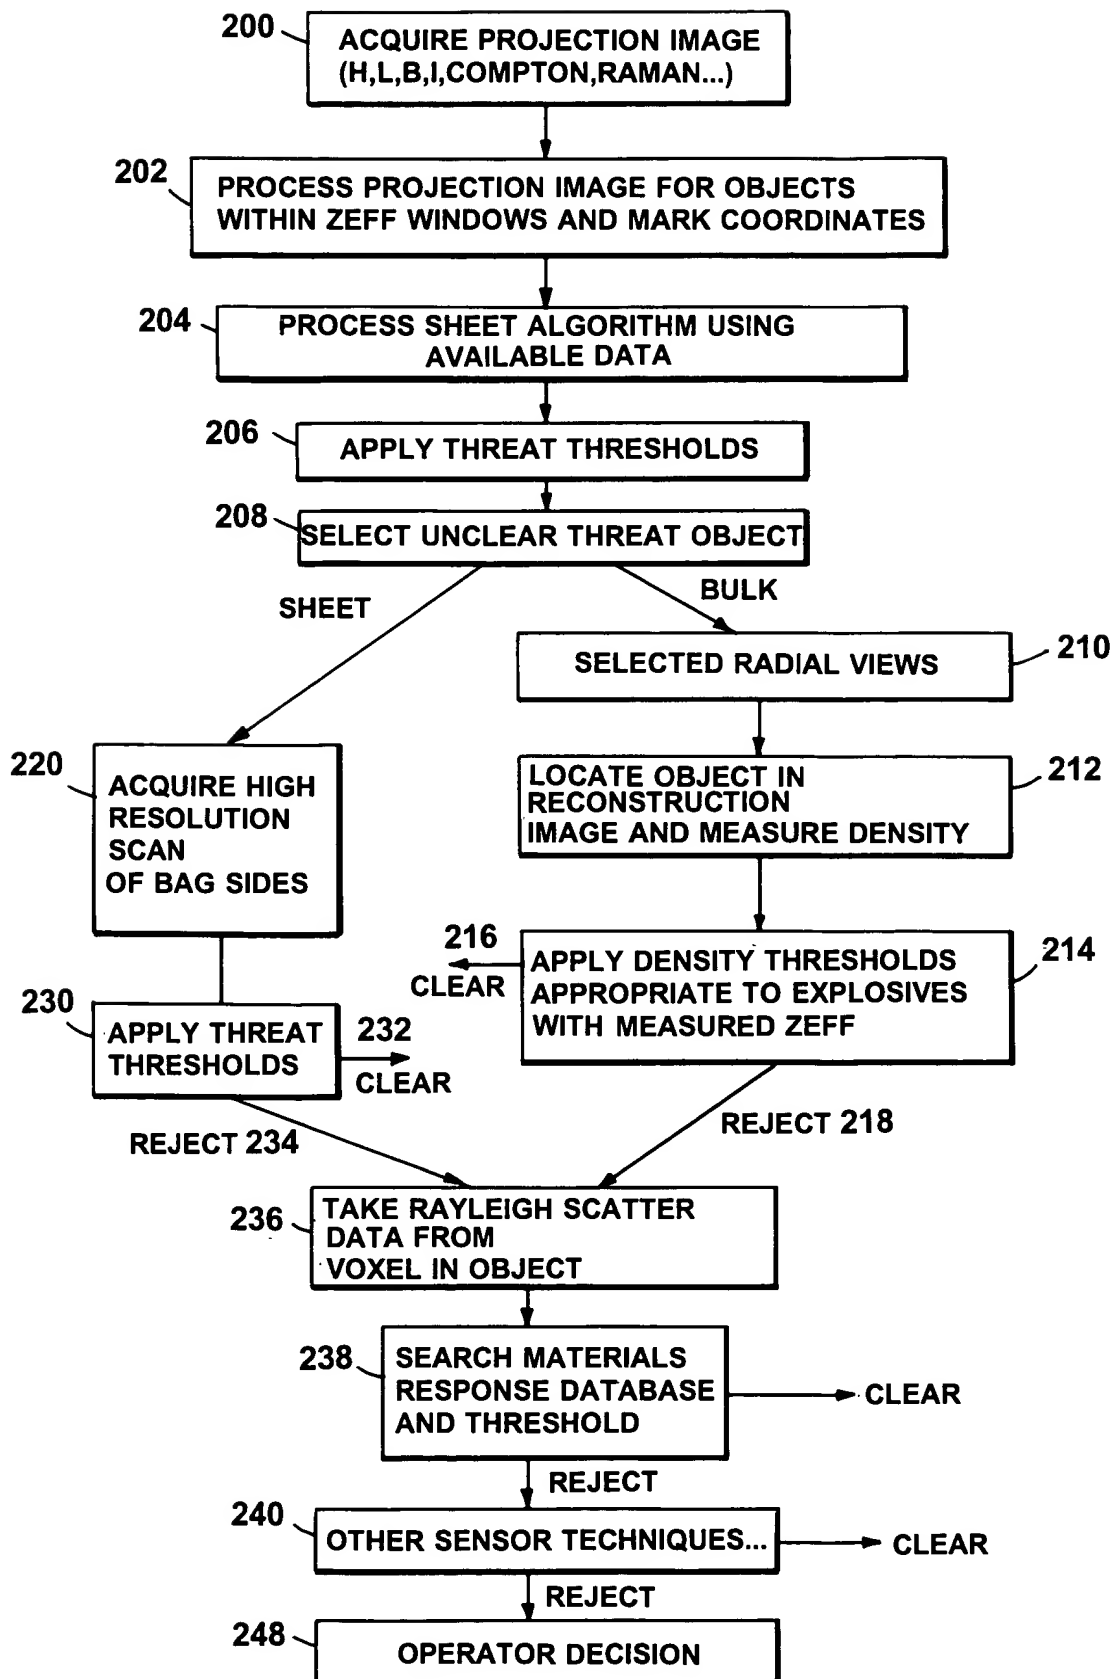 200
ACQUIRE PROJECTION IMAGE
(H,L,B,I,COMPTON,RAMAN...)
202
PROCESS PROJECTION IMAGE FOR OBJECTS
WITHIN ZEFF WINDOWS AND MARK COORDINATES
204
PROCESS SHEET ALGORITHM USING
AVAILABLE DATA
206
APPLY THREAT THRESHOLDS
208
SELECT UNCLEAR THREAT OBJECT
SHEET
BULK
SELECTED RADIAL VIEWS
210
220
ACQUIRE HIGH
RESOLUTION
SCAN
OF BAG SIDES
LOCATE OBJECT IN
RECONSTRUCTION
IMAGE AND MEASURE DENSITY
212
216
CLEAR
APPLY DENSITY THRESHOLDS
APPROPRIATE TO EXPLOSIVES
WITH MEASURED ZEFF
214
230
APPLY THREAT
THRESHOLDS
232
CLEAR
REJECT 234
REJECT 218
236
TAKE RAYLEIGH SCATTER
DATA FROM
VOXEL IN OBJECT
238
SEARCH MATERIALS
RESPONSE DATABASE
AND THRESHOLD
CLEAR
REJECT
240
OTHER SENSOR TECHNIQUES...
CLEAR
REJECT
248
OPERATOR DECISION